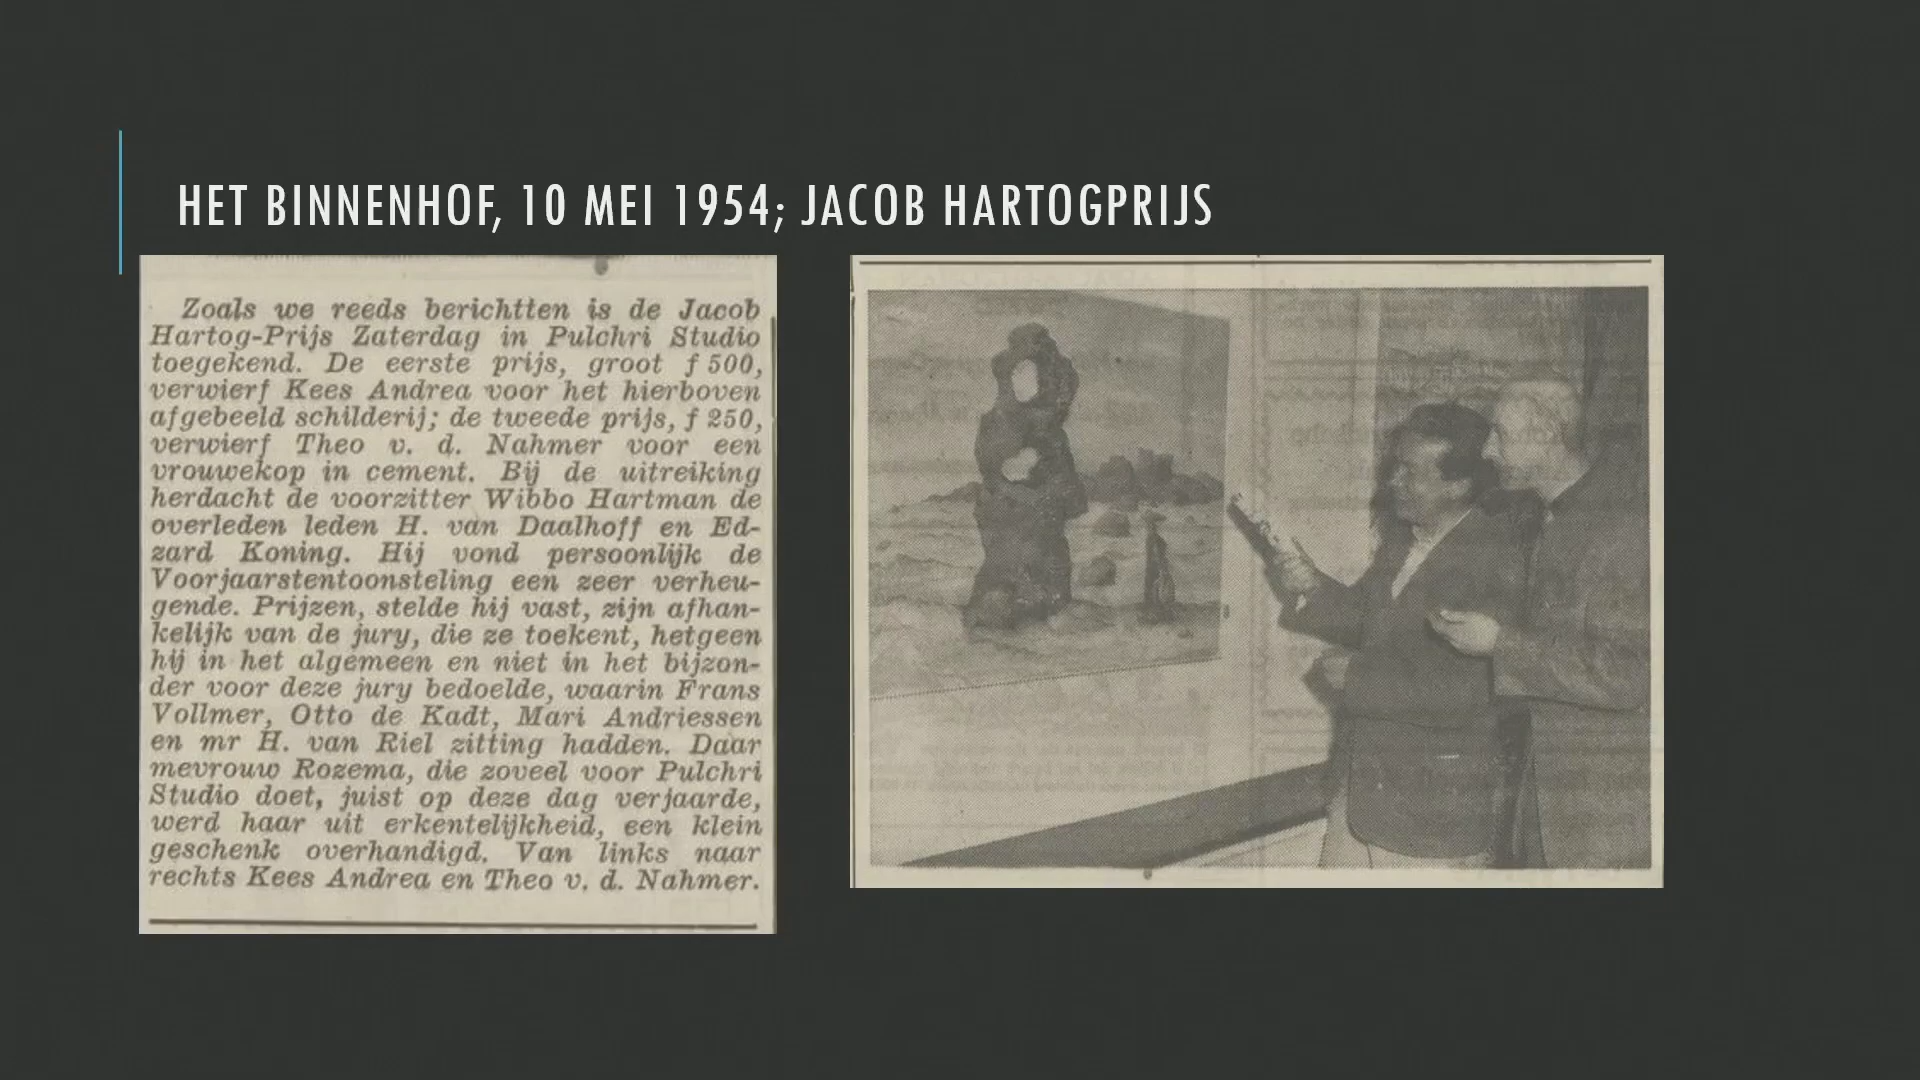 HET BINNENHOF, 10 MEI 1954; JACOB HARTOGPRIJS
Zoals we reeds berichtten is de Jacob
Hartog-Prijs Zaterdag in Pulchri Studio
toegekend. De eerste prijs, groot f 500,
verwierf Kees Andrea voor het hierboven
afgebeeld schilderij; de tweede prijs, f 250,
verwierf Theo v. d. Nahmer voor een
vrouwekop in cement. Bij de uitreiking
herdacht de voorzitter Wibbo Hartman de
overleden leden H. van Daalhoff en Ed-
zard Koning. Hij vond persoonlijk de
Voorjaarstentoonsteling een zeer verheu-
gende. Prijzen, stelde hij vast, zijn afhan-
kelijk van de jury, die ze toekent, hetgeen
hij in het algemeen en niet in het bijzon-
der voor deze jury bedoelde, waarin Frans
Vollmer, Otto de Kadt, Mari Andriessen
en mr H. van Riel zitting hadden. Daar
mevrouw Rozema, die zoveel voor Pulchri
Studio doet, juist op deze dag verjaarde,
werd haar uit erkentelijkheid, een klein
geschenk overhandigd. Van links naar
rechts Kees Andrea en Theo v. d. Nahmer.